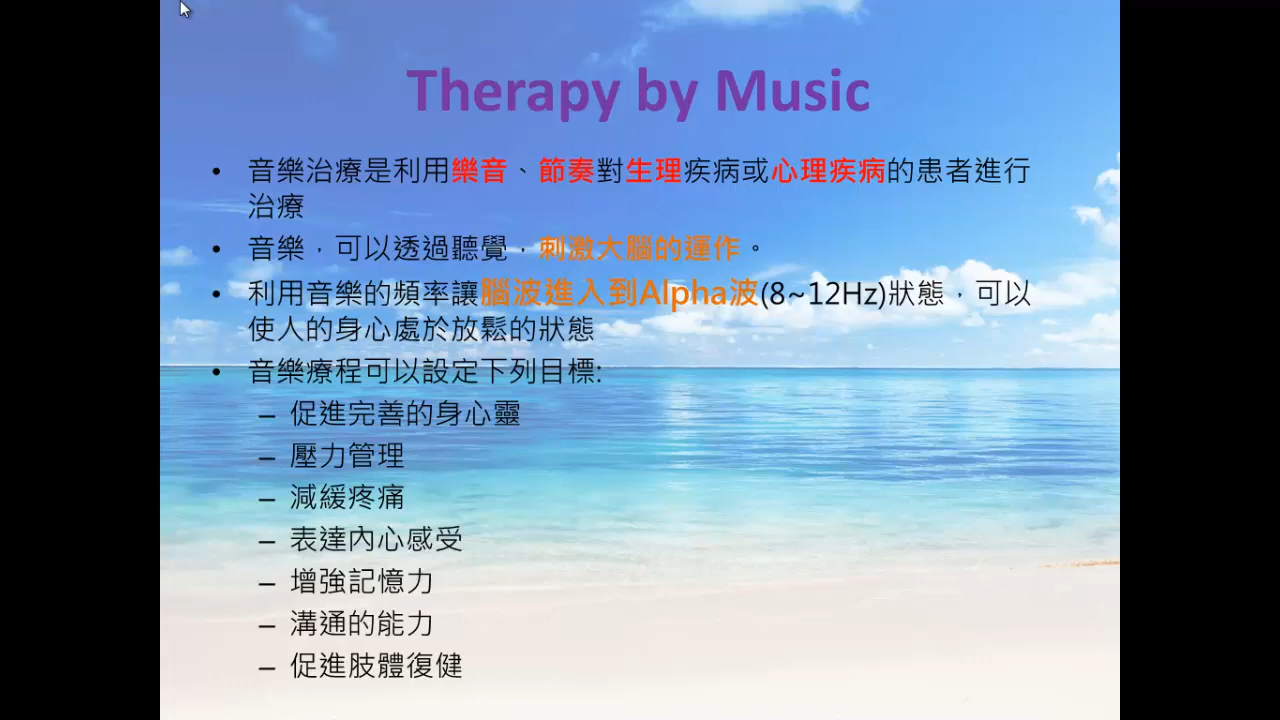 Therapy by Music
• 音樂治療是利用樂音、節奏對生理疾病或心理疾病的患者進行
治療
• 音樂，可以透過聽覺，刺激大腦的運作。
• 利用音樂的頻率讓腦波進入到Alpha波(8~12Hz)狀態，可以
使人的身心處於放鬆的狀態
• 音樂療程可以設定下列目標:
– 促進完善的身心靈
– 壓力管理
– 減緩疼痛
– 表達內心感受
– 增強記憶力
– 溝通的能力
– 促進肢體復健